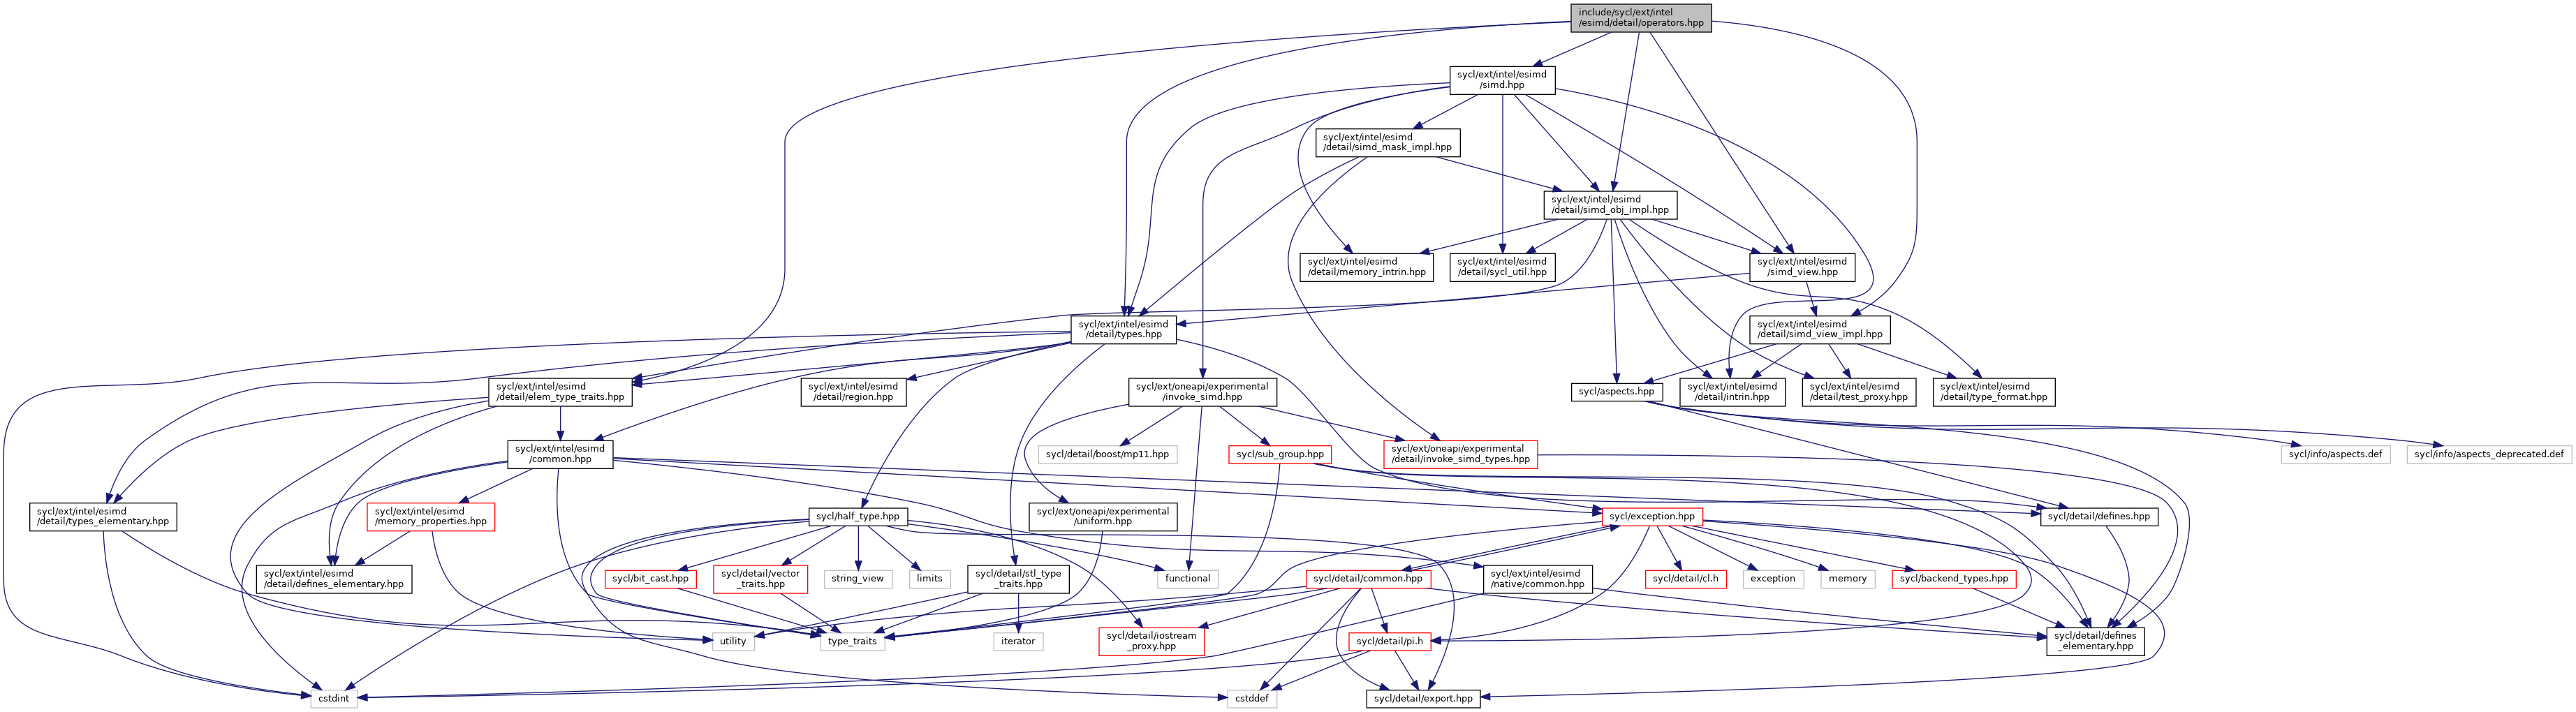 include/sycl/ext/intel
/esimd/detail/operators.hpp
sycl/ext/intel/esimd
/simd.hpp
sycl/ext/intel/esimd
/detail/simd_mask_impl.hpp
sycl/ext/intel/esimd
/detail/simd_obj_impl.hpp
sycl/ext/intel/esimd
/detail/memory_intrin.hpp
sycl/ext/intel/esimd
/detail/sycl_util.hpp
sycl/ext/intel/esimd
/simd_view.hpp
sycl/ext/intel/esimd
/detail/types.hpp
sycl/ext/intel/esimd
/detail/simd_view_impl.hpp
sycl/ext/intel/esimd
/detail/elem_type_traits.hpp
sycl/ext/intel/esimd
/detail/region.hpp
sycl/ext/oneapi/experimental
/invoke_simd.hpp
sycl/aspects.hpp
sycl/ext/intel/esimd
/detail/intrin.hpp
sycl/ext/intel/esimd
/detail/test_proxy.hpp
sycl/ext/intel/esimd
/detail/type_format.hpp
sycl/ext/intel/esimd
/common.hpp
sycl/detail/boost/mp11.hpp
sycl/sub_group.hpp
sycl/ext/oneapi/experimental
/detail/invoke_simd_types.hpp
sycl/info/aspects.def
sycl/info/aspects_deprecated.def
sycl/ext/intel/esimd
/detail/types_elementary.hpp
sycl/ext/intel/esimd
/memory_properties.hpp
sycl/half_type.hpp
sycl/ext/oneapi/experimental
/uniform.hpp
sycl/exception.hpp
sycl/detail/defines.hpp
sycl/ext/intel/esimd
/detail/defines_elementary.hpp
sycl/bit_cast.hpp
sycl/detail/vector
_traits.hpp
string_view
limits
sycl/detail/stl_type
_traits.hpp
functional
sycl/detail/common.hpp
sycl/ext/intel/esimd
/native/common.hpp
sycl/detail/cl.h
exception
memory
sycl/backend_types.hpp
utility
type_traits
iterator
sycl/detail/iostream
_proxy.hpp
sycl/detail/pi.h
sycl/detail/defines
_elementary.hpp
cstdint
cstddef
sycl/detail/export.hpp